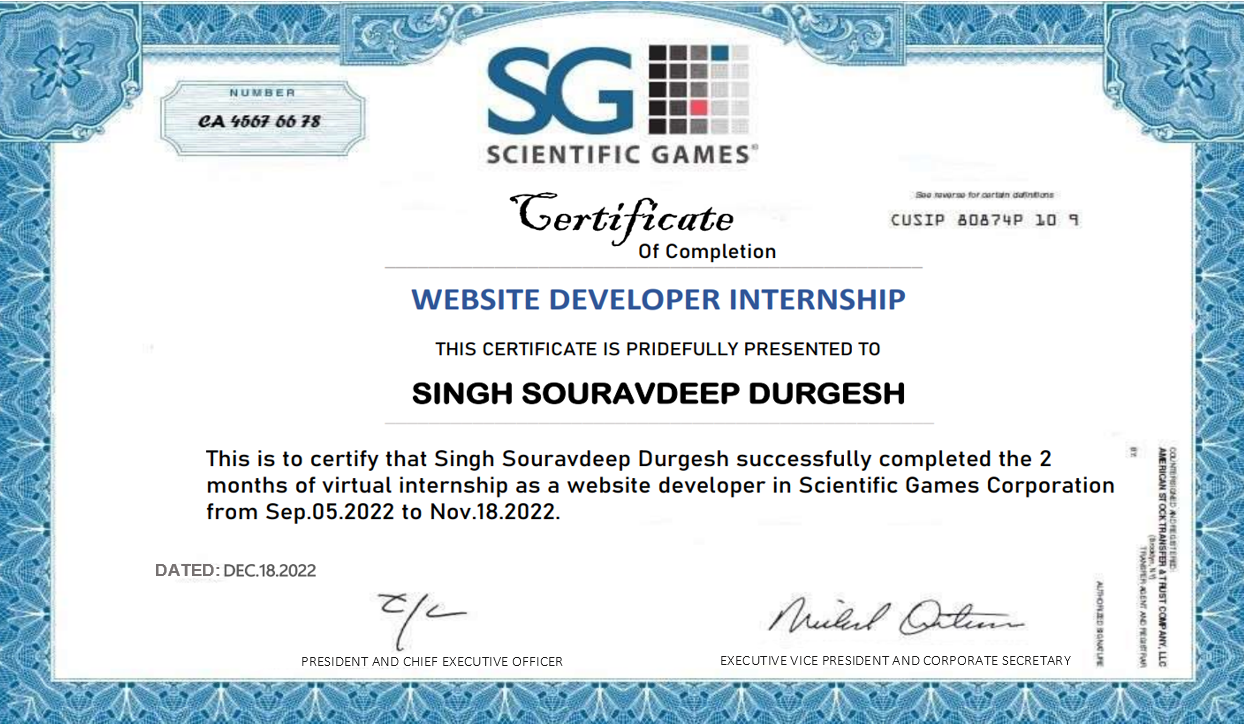 NUMBER
CA 4567 66 78
SG
SCIENTIFIC GAMES®
See reverse for certain definitions
CUSIP 80874P 10 9
Certificate
Of Completion
WEBSITE DEVELOPER INTERNSHIP
THIS CERTIFICATE IS PRIDEFULLY PRESENTED TO
SINGH SOURAVDEEP DURGESH
This is to certify that Singh Souravdeep Durgesh successfully completed the 2
months of virtual internship as a website developer in Scientific Games Corporation
from Sep.05.2022 to Nov.18.2022.
DATED: DEC.18.2022
PRESIDENT AND CHIEF EXECUTIVE OFFICER
EXECUTIVE VICE PRESIDENT AND CORPORATE SECRETARY
COUNTERSIGNED AND REGISTERED:
AMERICAN STOCK TRANSFER & TRUST COMPANY, LLC
(Brooklyn, NY)
TRANSFER AGENT AND REGISTRAR
BY:
AUTHORIZED SIGNATURE